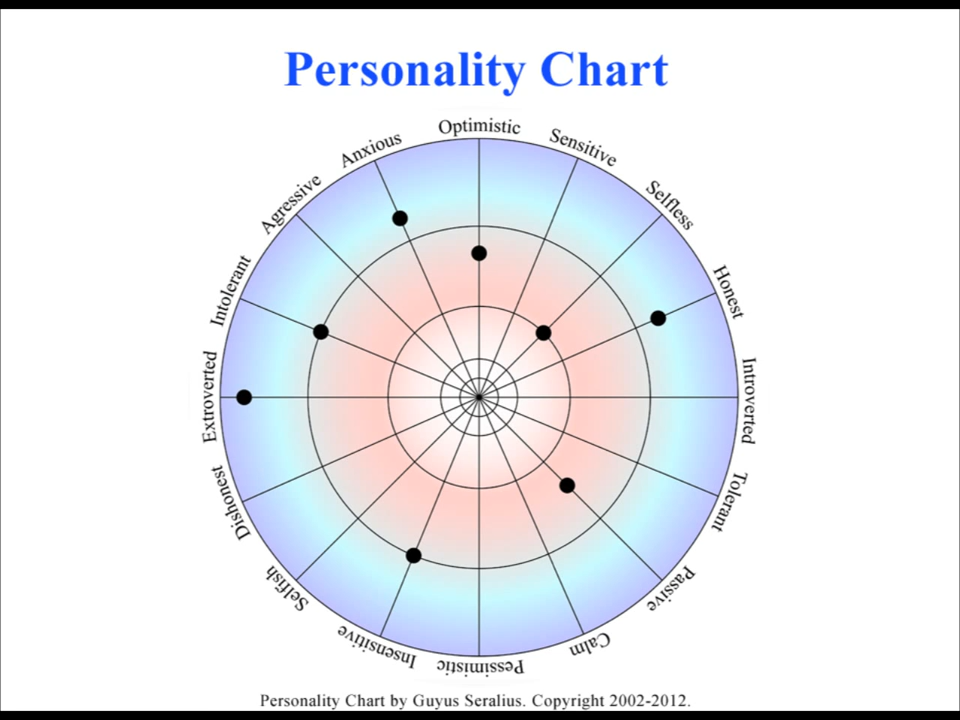 Personality Chart
Optimistic
Sensitive
Selfless
Honest
Introverted
Tolerant
Passive
Calm
Pessimistic
Insensitive
Selfish
Dishonest
Extroverted
Intolerant
Agressive
Anxious
Personality Chart by Guyus Seralius. Copyright 2002-2012.